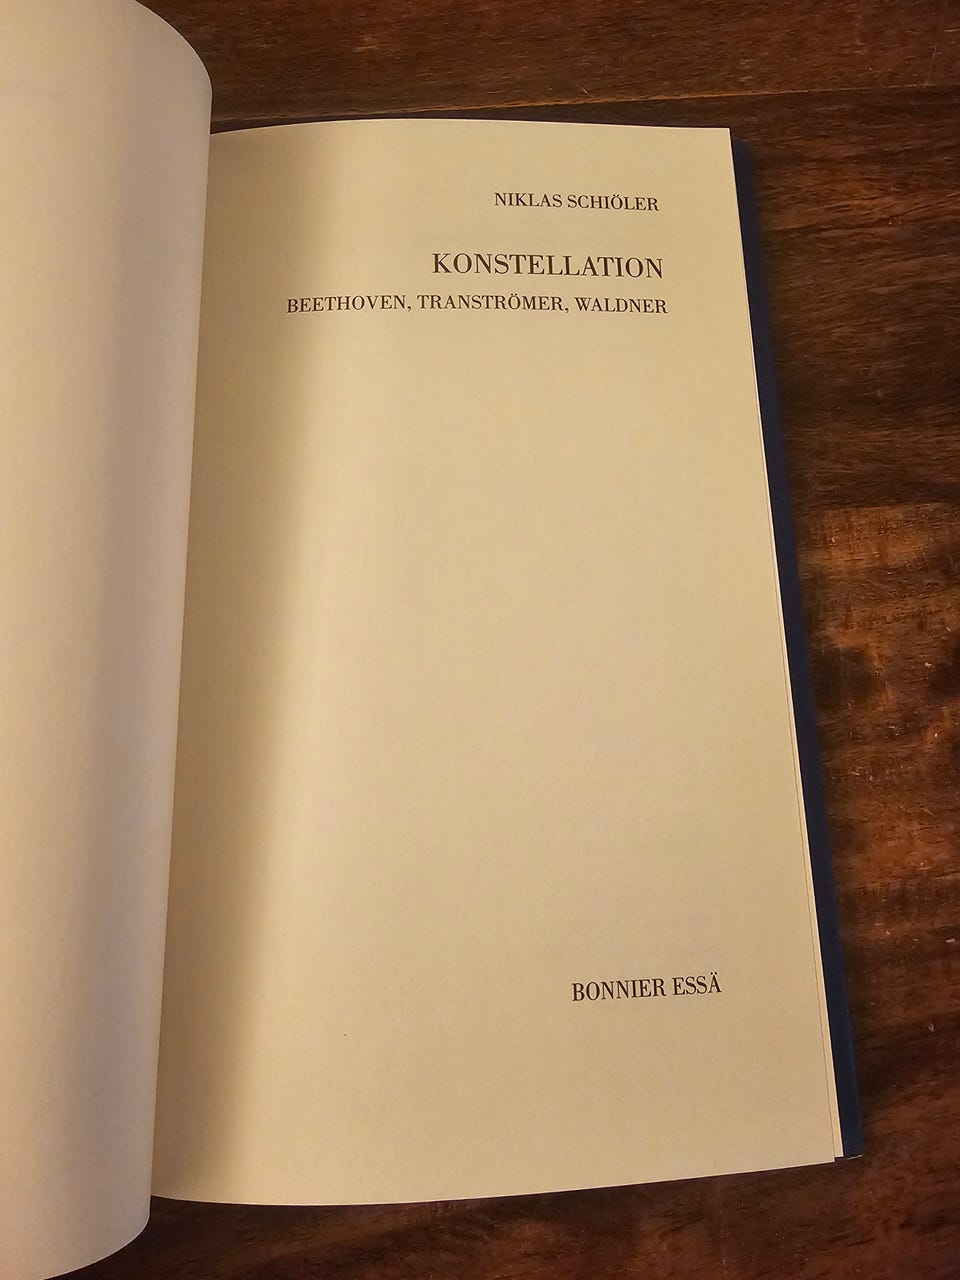 NIKLAS SCHIÖLER
KONSTELLATION
BEETHOVEN, TRANSTRÖMER, WALDNER
BONNIER ESSÄ